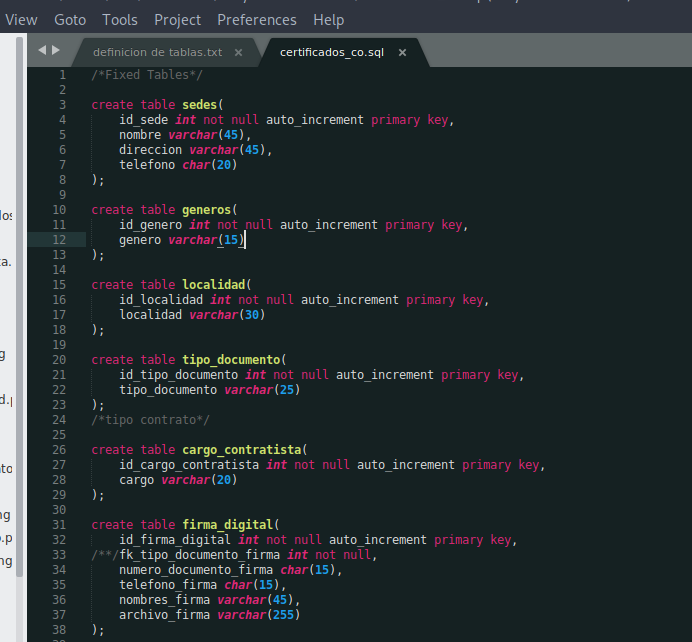 View Goto Tools Project Preferences Help
definicion de tablas.txt × certificados_co.sql ×
1 /*Fixed Tables*/
2
3 create table sedes(
4 id_sede int not null auto_increment primary key,
5 nombre varchar(45),
6 direccion varchar(45),
7 telefono char(20)
8 );
9
10 create table generos(
11 id_genero int not null auto_increment primary key,
12 genero varchar(15)
13 );
14
15 create table localidad(
16 id_localidad int not null auto_increment primary key,
17 localidad varchar(30)
18 );
19
20 create table tipo_documento(
21 id_tipo_documento int not null auto_increment primary key,
22 tipo_documento varchar(25)
23 );
24 /*tipo contrato*/
25
26 create table cargo_contratista(
27 id_cargo_contratista int not null auto_increment primary key,
28 cargo varchar(20)
29 );
30
31 create table firma_digital(
32 id_firma_digital int not null auto_increment primary key,
33 /**/fk_tipo_documento_firma int not null,
34 numero_documento_firma char(15),
35 telefono_firma char(15),
36 nombres_firma varchar(45),
37 archivo_firma varchar(255)
38 );